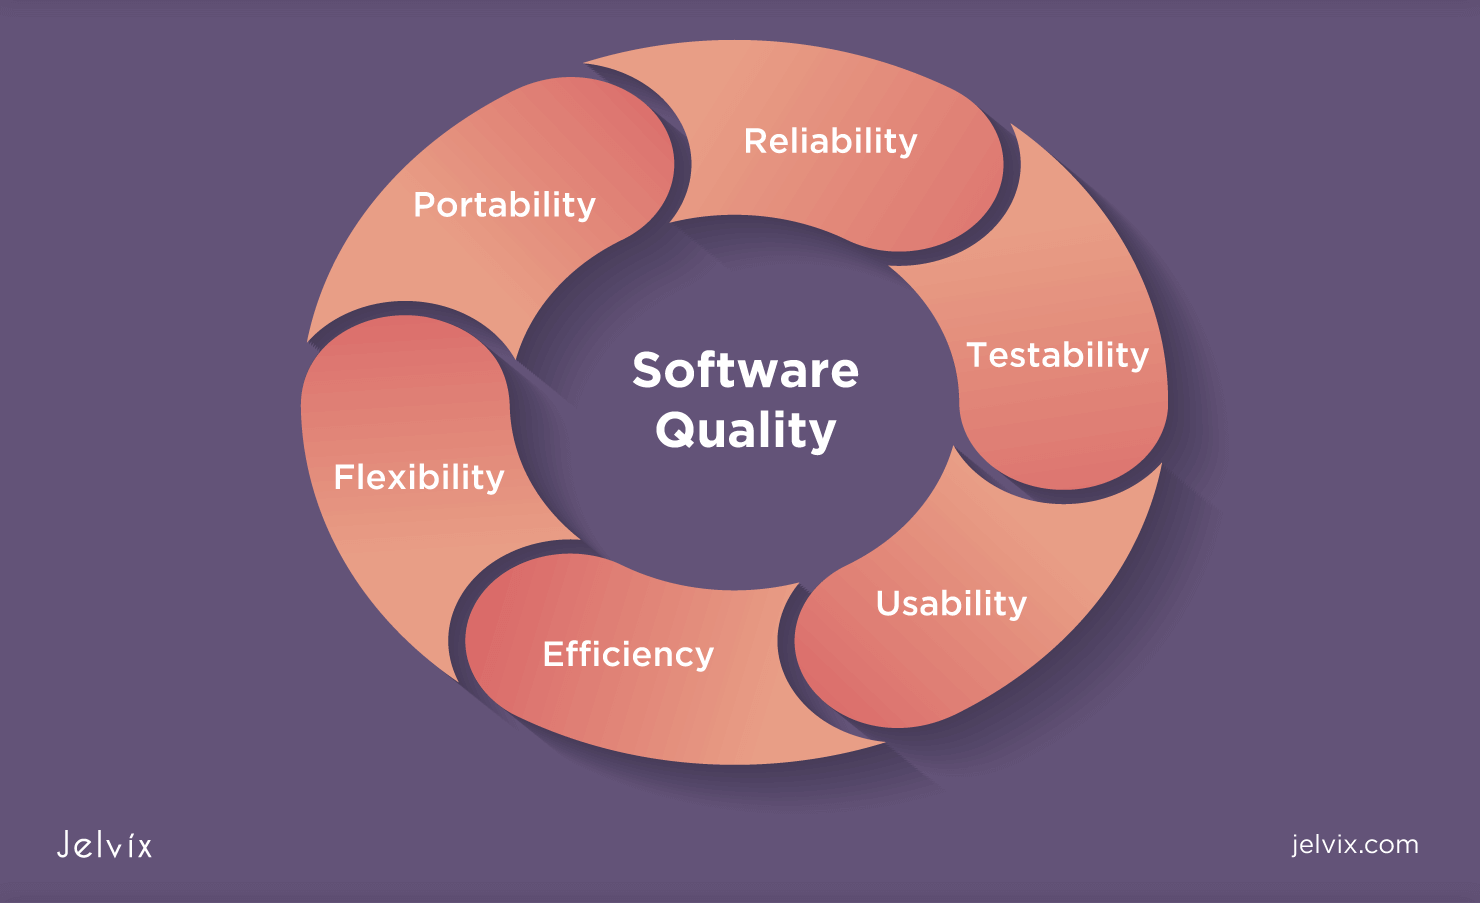 Reliability
Portability
Testability
Software
Quality
Flexibility
Usability
Efficiency
Jelvix
jelvix.com